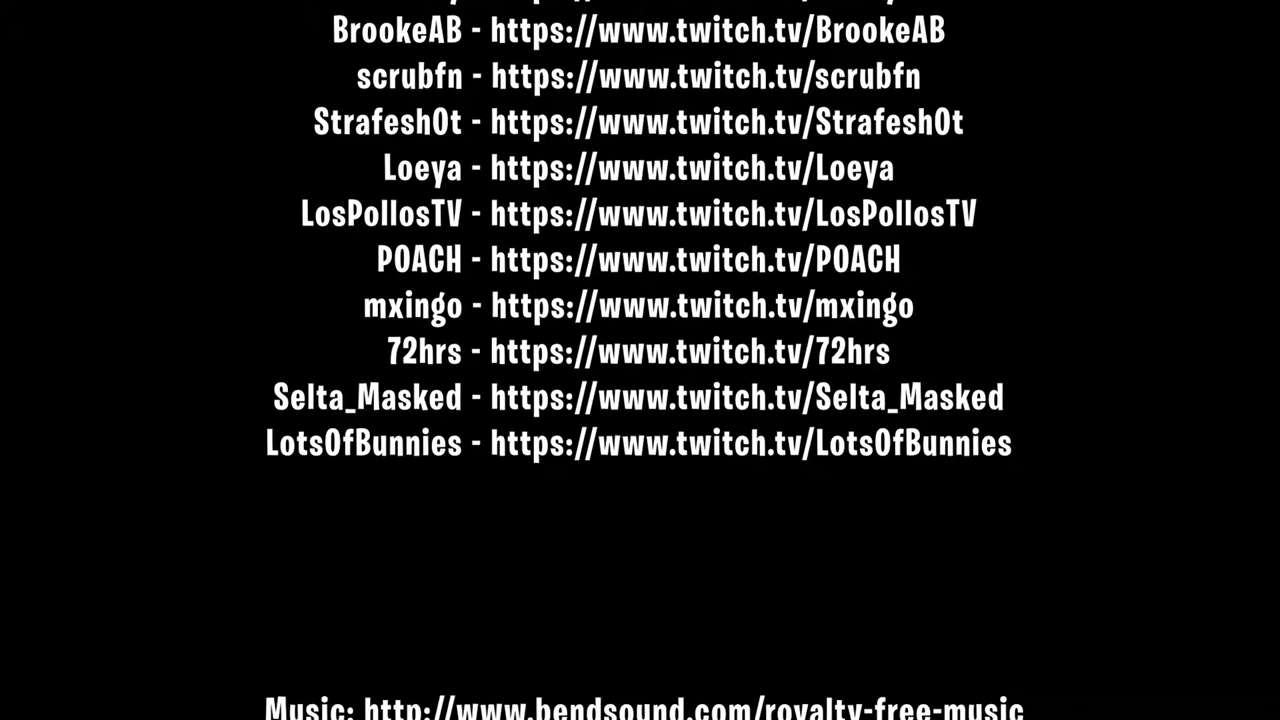 BrookeAB - https://www.twitch.tv/BrookeAB
scrubfn - https://www.twitch.tv/scrubfn
Strafesh0t - https://www.twitch.tv/Strafesh0t
Loeya - https://www.twitch.tv/Loeya
LosPollosTV - https://www.twitch.tv/LosPollosTV
POACH - https://www.twitch.tv/POACH
mxingo - https://www.twitch.tv/mxingo
72hrs - https://www.twitch.tv/72hrs
Selta_Masked - https://www.twitch.tv/Selta_Masked
LotsOfBunnies - https://www.twitch.tv/LotsOfBunnies
Music: http://www.bendsound.com/royalty-free-music